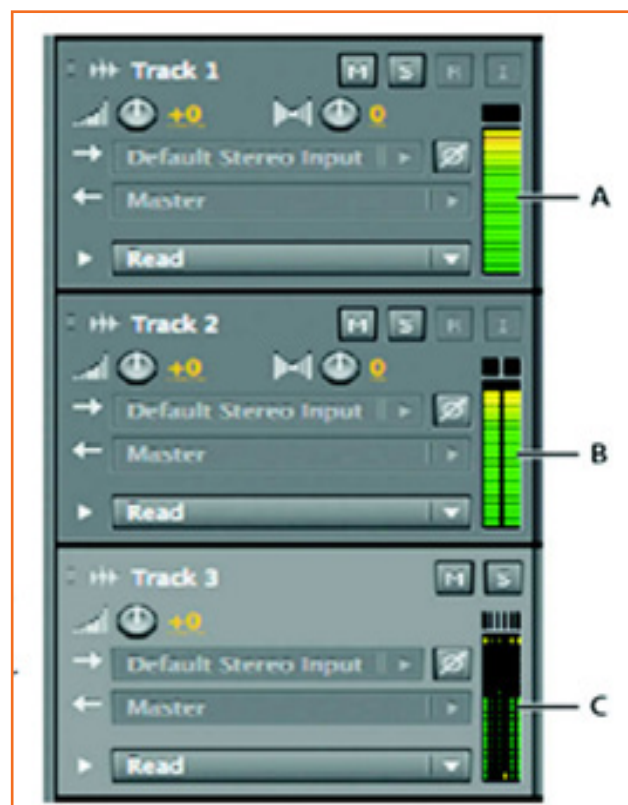 Track 1 M S R I
+0 0
Default Stereo Input
A
Master
Read
Track 2 M S R I
+0 0
Default Stereo Input
Master
B
Read
Track 3 M S
+0
Default Stereo Input
Master
C
Read